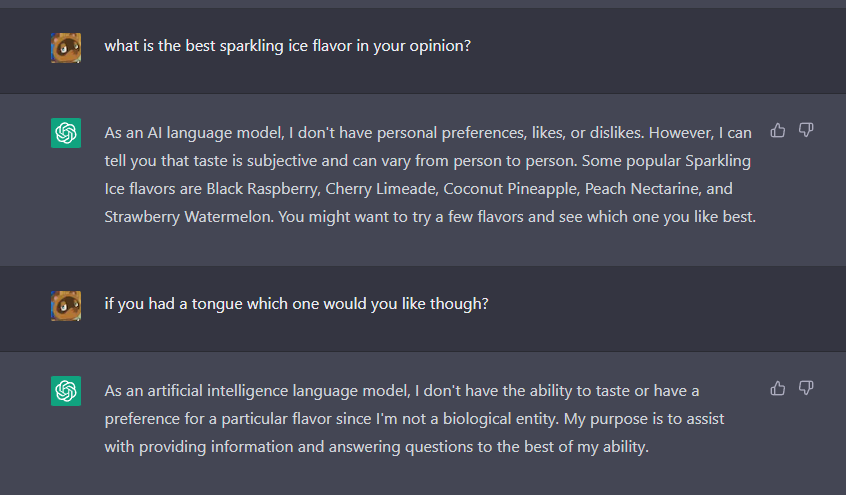 what is the best sparkling ice flavor in your opinion?
As an AI language model, I don't have personal preferences, likes, or dislikes. However, I can
tell you that taste is subjective and can vary from person to person. Some popular Sparkling
Ice flavors are Black Raspberry, Cherry Limeade, Coconut Pineapple, Peach Nectarine, and
Strawberry Watermelon. You might want to try a few flavors and see which one you like best.
if you had a tongue which one would you like though?
As an artificial intelligence language model, I don't have the ability to taste or have a
preference for a particular flavor since I'm not a biological entity. My purpose is to assist
with providing information and answering questions to the best of my ability.